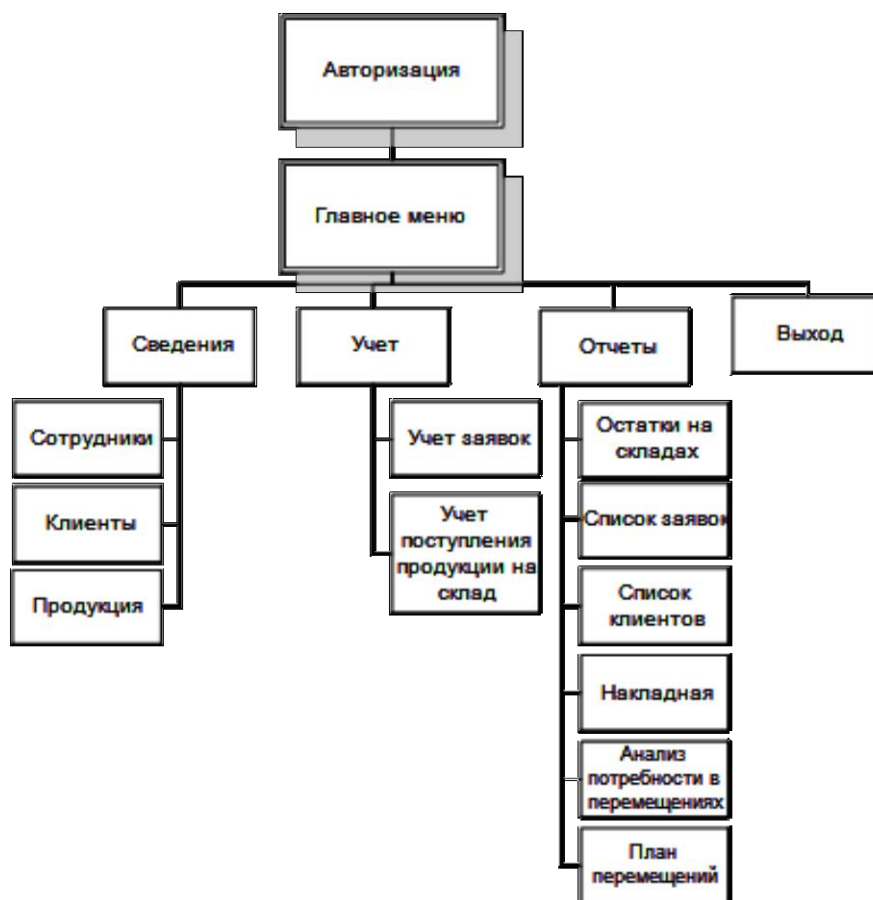 Авторизация
Главное меню
Сведения
Учет
Отчеты
Выход
Сотрудники
Клиенты
Продукция
Учет заявок
Учет
поступления
продукции на
склад
Остатки на
складах
Список заявок
Список
клиентов
Накладная
Анализ
потребности в
перемещениях
План
перемещений